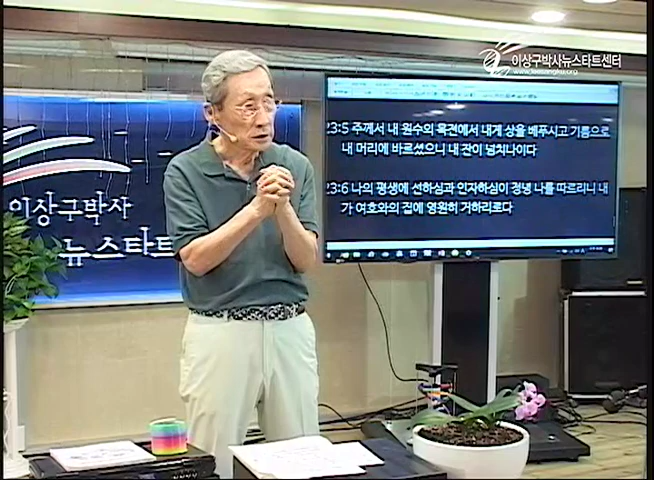 이상구박사뉴스타트센터
www.leesangku.org
23:5 주께서 내 원수의 목전에서 내게 상을 베푸시고 기름으로
내 머리에 바르셨으니 내 잔이 넘치나이다
23:6 나의 평생에 선하심과 인자하심이 정녕 나를 따르리니 내
가 여호와의 집에 영원히 거하리로다
이상구박사
뉴스타트